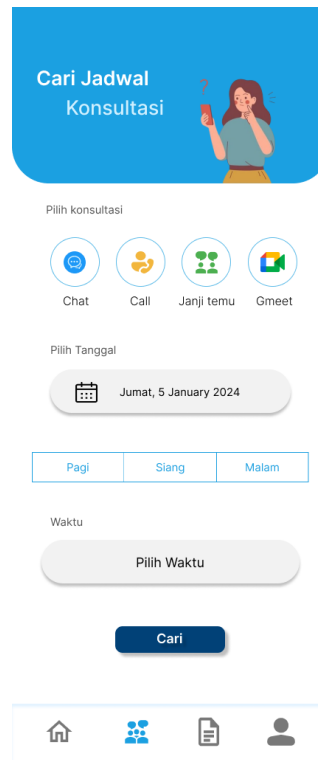 Cari Jadwal
Konsultasi
?
Pilih konsultasi
Chat Call Janji temu Gmeet
Pilih Tanggal
Jumat, 5 January 2024
Pagi Siang Malam
Waktu
Pilih Waktu
Cari